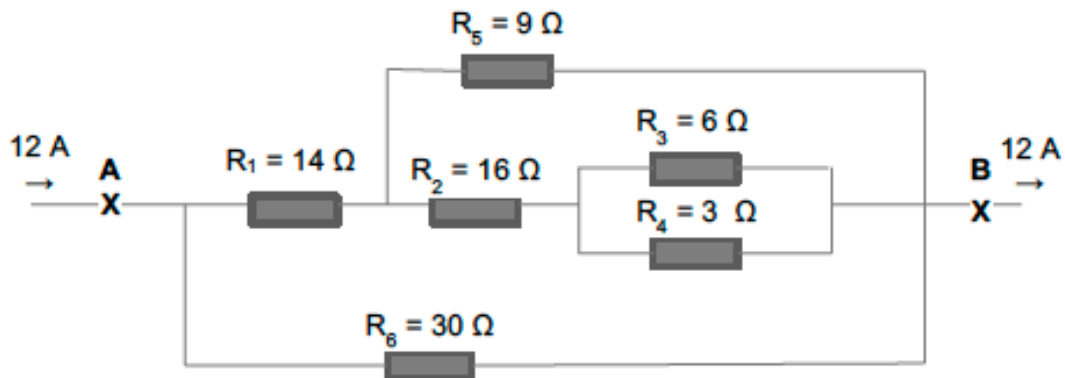 R5 = 9 Ω
R3 = 6 Ω
12 A
→
A
X
R1 = 14 Ω
R2 = 16 Ω
R4 = 3 Ω
B
X
12 A
→
R6 = 30 Ω